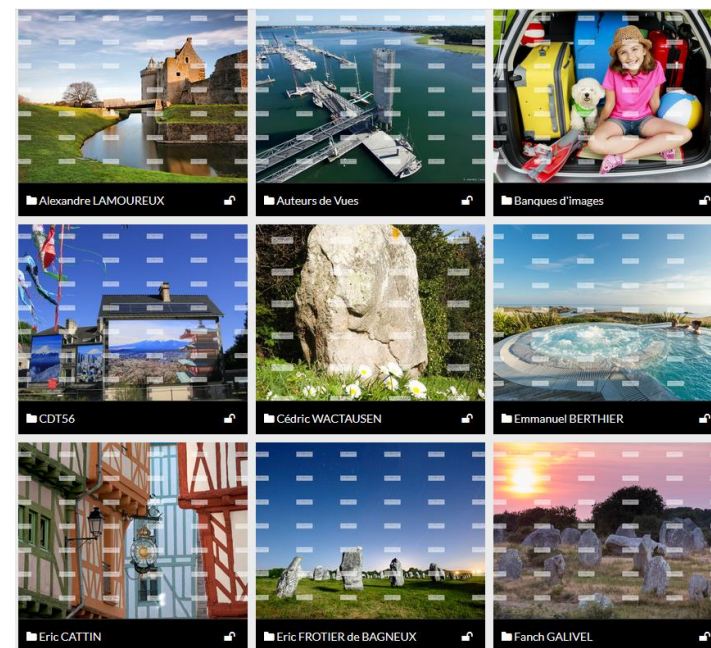 Alexandre LAMOUREUX
Auteurs de Vues
Banques d'images
CDT56
Cédric WACTAUSEN
Emmanuel BERTHIER
Eric CATTIN
Eric FROTIER de BAGNEUX
Fanch GALIVEL